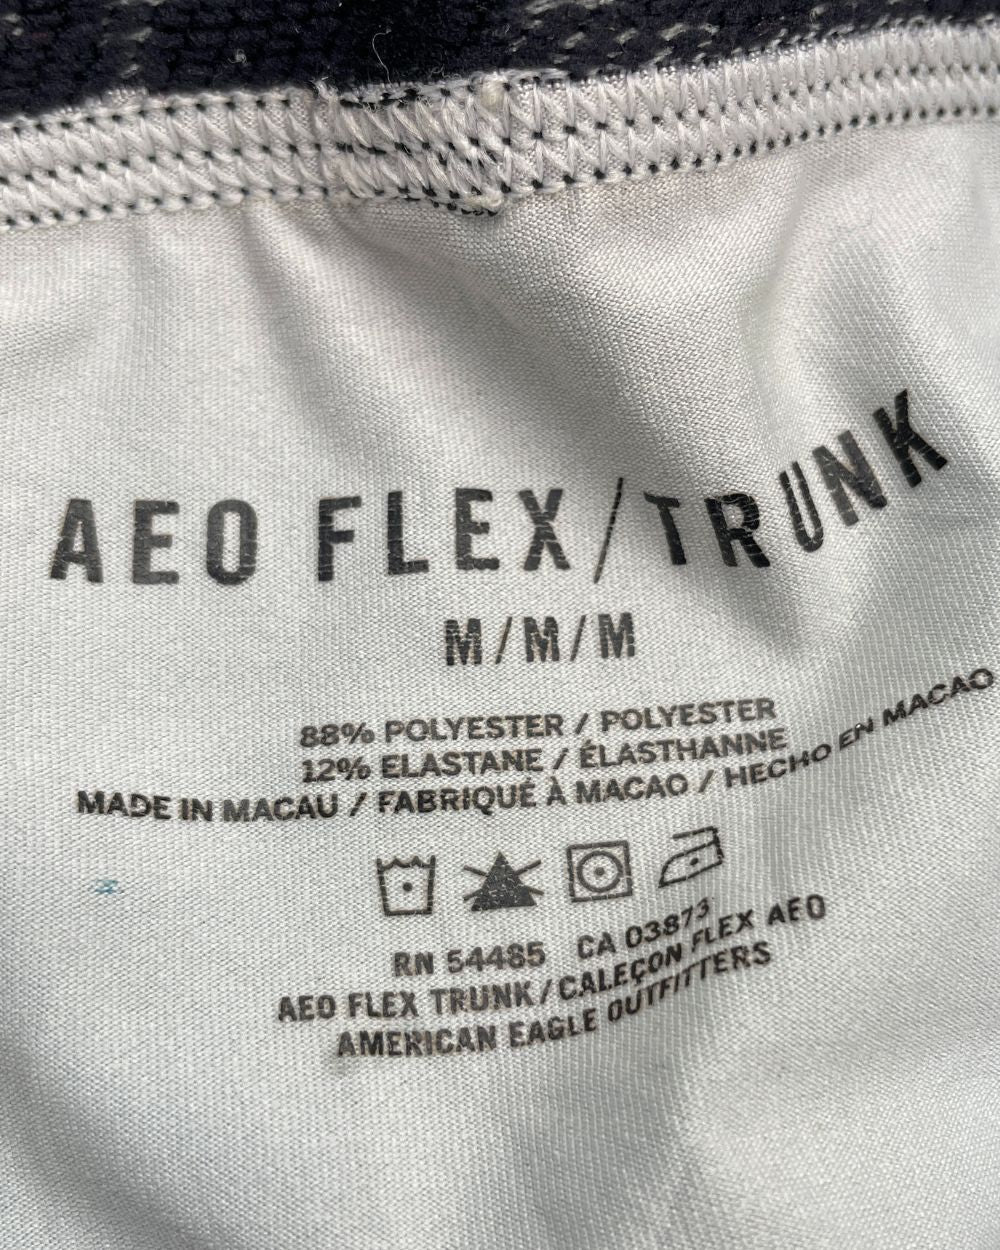 AEO FLEX/TRUNK
M/M/M
88% POLYESTER / POLYESTER
12% ELASTANE / ÉLASTHANNE
MADE IN MACAU / FABRIQUÉ À MACAO / HECHO EN MACAO
RN 54485 CA 03873
AEO FLEX TRUNK/CALEÇON FLEX AEO
AMERICAN EAGLE OUTFITTERS